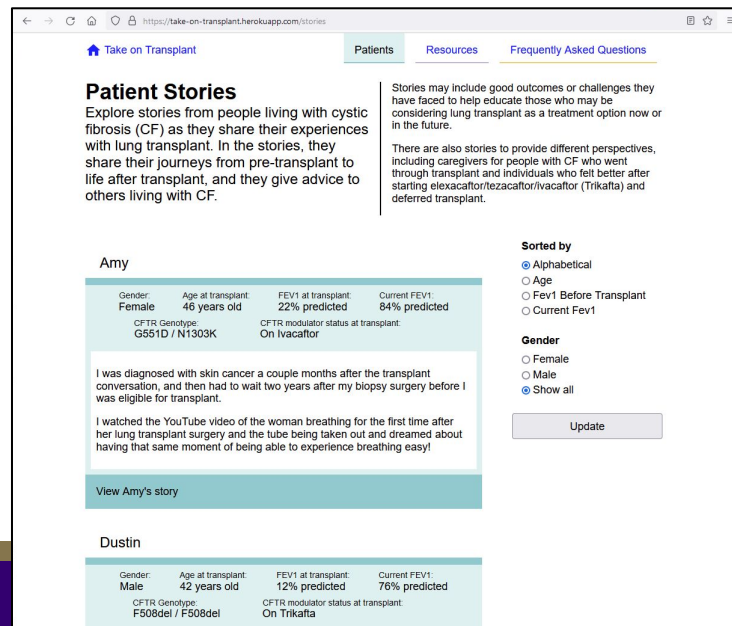 https://take-on-transplant.herokuapp.com/stories
Take on Transplant
Patients
Resources
Frequently Asked Questions
Patient Stories
Explore stories from people living with cystic
fibrosis (CF) as they share their experiences
with lung transplant. In the stories, they
share their journeys from pre-transplant to
life after transplant, and they give advice to
others living with CF.
Stories may include good outcomes or challenges they
have faced to help educate those who may be
considering lung transplant as a treatment option now or
in the future.
There are also stories to provide different perspectives,
including caregivers for people with CF who went
through transplant and individuals who felt better after
starting elexacaftor/tezacaftor/ivacaftor (Trikafta) and
deferred transplant.
Amy
Gender: Age at transplant: FEV1 at transplant: Current FEV1:
Female 46 years old 22% predicted 84% predicted
CFTR Genotype: CFTR modulator status at transplant:
G551D / N1303K On Ivacaftor
I was diagnosed with skin cancer a couple months after the transplant
conversation, and then had to wait two years after my biopsy surgery before I
was eligible for transplant.
I watched the YouTube video of the woman breathing for the first time after
her lung transplant surgery and the tube being taken out and dreamed about
having that same moment of being able to experience breathing easy!
View Amy's story
Sorted by
Alphabetical
Age
Fev1 Before Transplant
Current Fev1
Gender
Female
Male
Show all
Update
Dustin
Gender: Age at transplant: FEV1 at transplant: Current FEV1:
Male 42 years old 12% predicted 76% predicted
CFTR Genotype: CFTR modulator status at transplant:
F508del / F508del On Trikafta